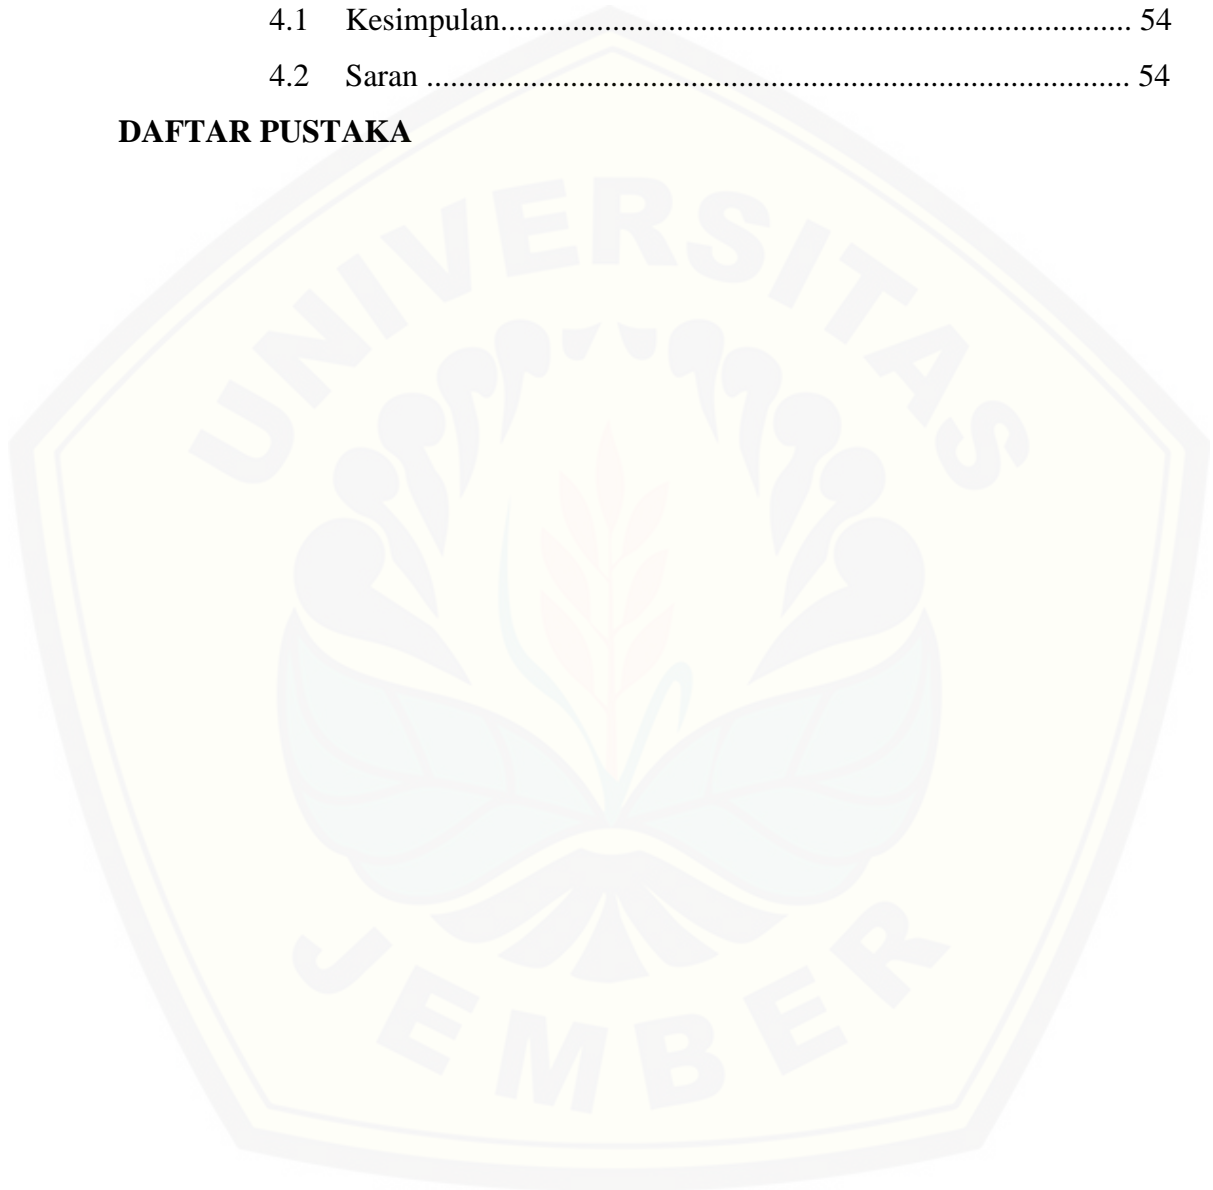 4.1 Kesimpulan............................................................................... 54
4.2 Saran ........................................................................................ 54
DAFTAR PUSTAKA
UNIVERSITAS
JEMBER